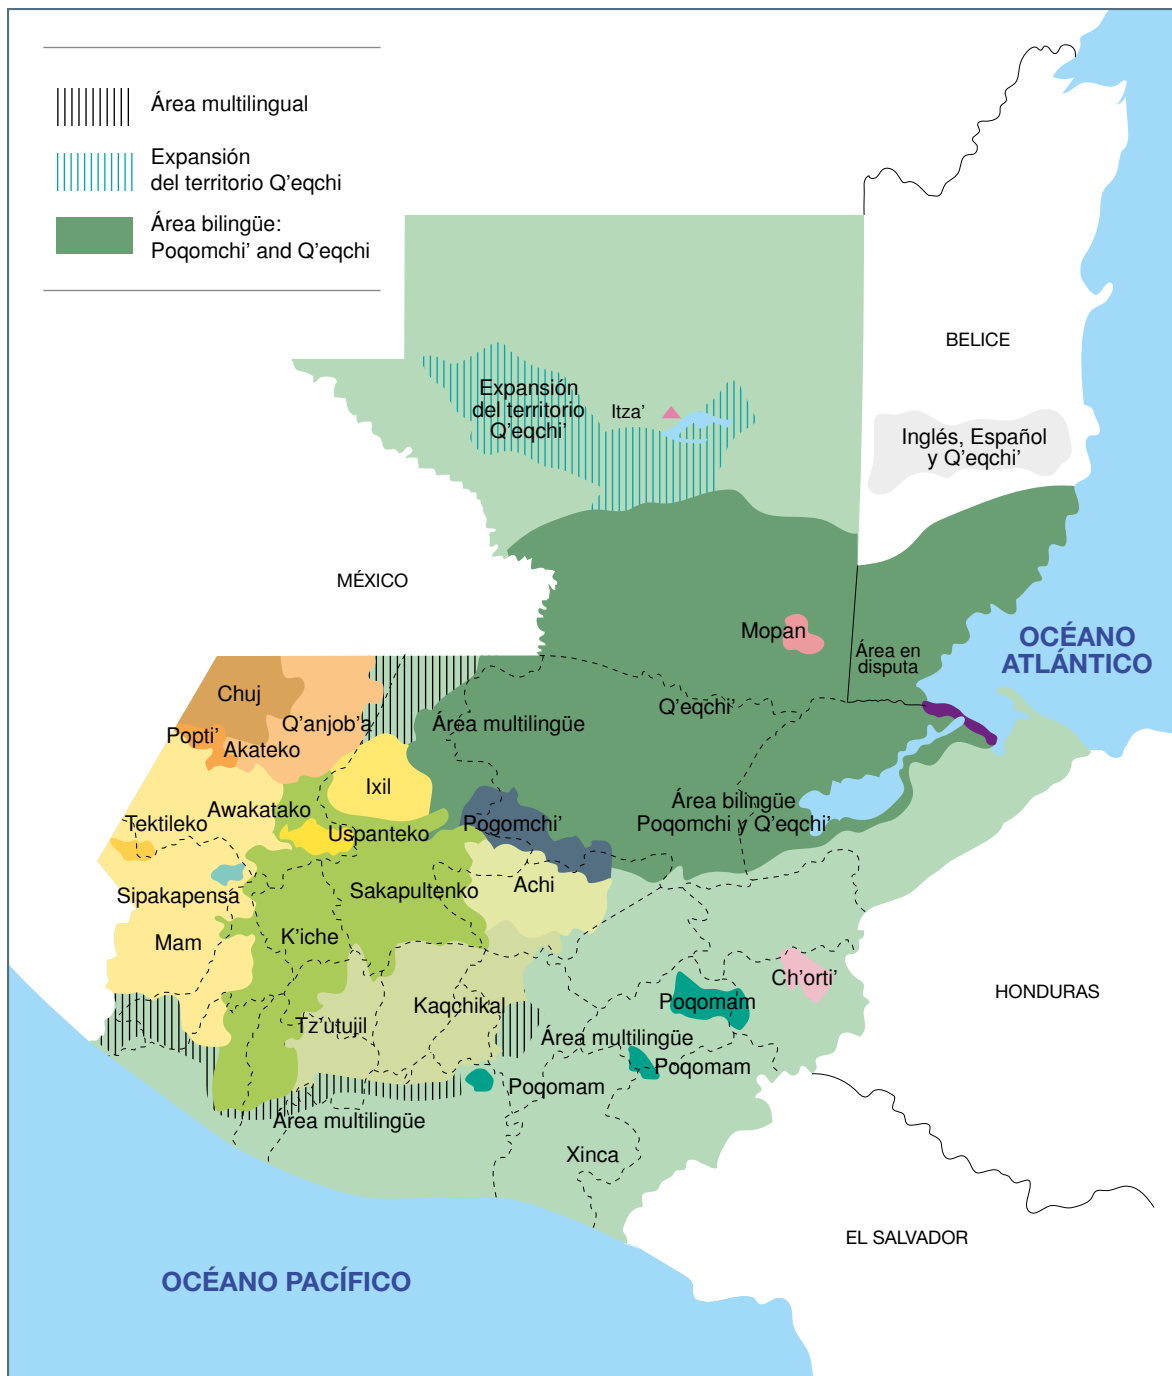 Área multilingual
Expansión
del territorio Q’eqchi
Área bilingüe:
Poqomchi’ and Q’eqchi
BELICE
Expansión
del territorio
Q’eqchi’
Itza’
Inglés, Español
y Q’eqchi’
MÉXICO
Mopan
Área en
disputa
OCÉANO
ATLÁNTICO
Chuj
Q’anjob’a
Popti’
Akateko
Áréa multilingüe
Q’eqchi’
Ixil
Awakatako
Tektileko
Uspanteko
Pogomchi’
Área bilingüe
Poqomchi y Q’eqchi’
Sipakapensa
Sakapultenko
Achi
Mam
K’iche
Ch’orti’
HONDURAS
Kaqchikal
Poqomam
Tz’utujil
Área multilingüe
Poqomam
Poqomam
Área multilingüe
Xinca
EL SALVADOR
OCÉANO PACÍFICO